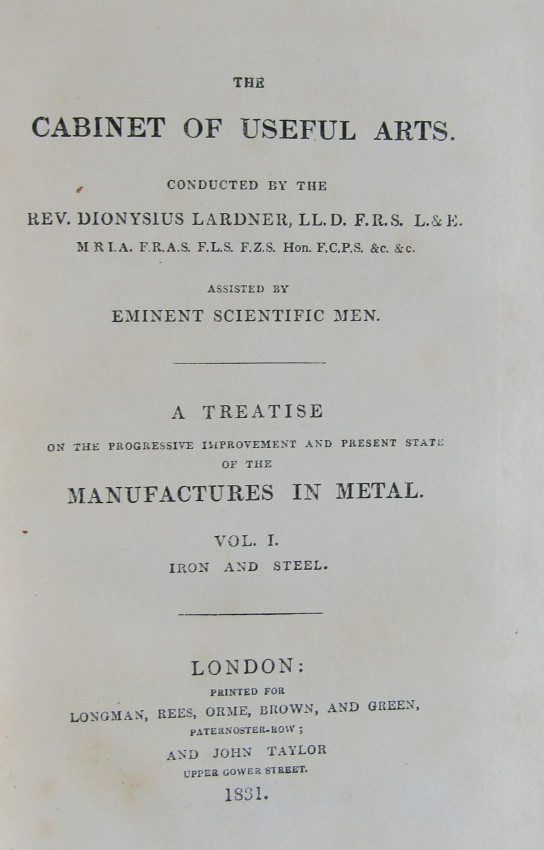 THE
CABINET OF USEFUL ARTS.
CONDUCTED BY THE
REV. DIONYSIUS LARDNER, LL.D. F.R.S. L.& E.
M R I.A. F.R.A.S. F.L.S. F.Z.S. Hon. F.C.P.S. &c. &c.
ASSISTED BY
EMINENT SCIENTIFIC MEN.
A TREATISE
ON THE PROGRESSIVE IMPROVEMENT AND PRESENT STATE
OF THE
MANUFACTURES IN METAL.
VOL. I.
IRON AND STEEL.
LONDON:
PRINTED FOR
LONGMAN, REES, ORME, BROWN, AND GREEN,
PATERNOSTER-ROW;
AND JOHN TAYLOR
UPPER GOWER STREET.
1831.